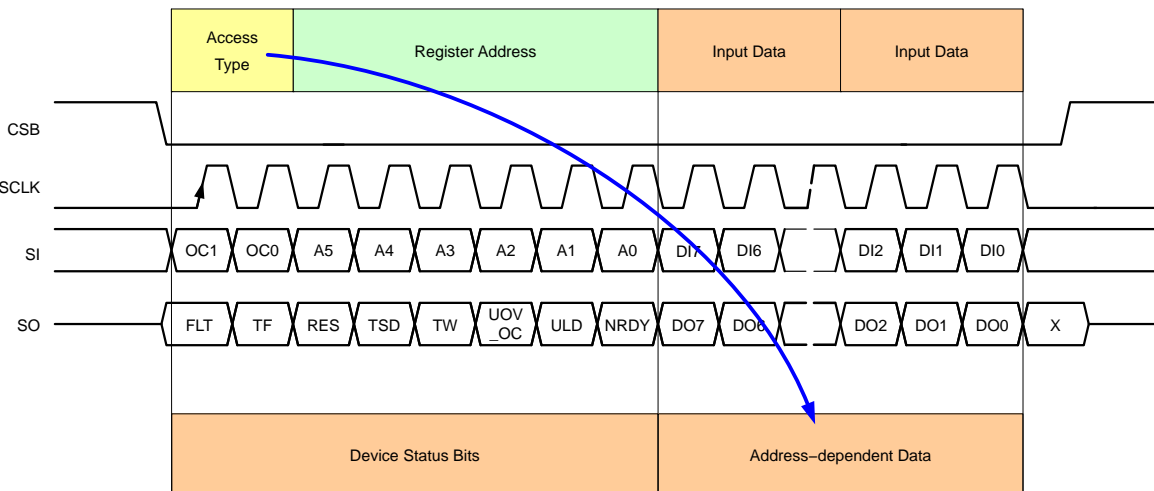 Access
Type
Register Address
Input Data
Input Data
CSB
SCLK
SI
OC1 OC0 A5 A4 A3 A2 A1 A0 DI7 DI6 DI2 DI1 DI0
SO
FLT TF RES TSD TW UOV
_OC ULD NRDY DO7 DO6 DO2 DO1 DO0 X
Device Status Bits
Address−dependent Data